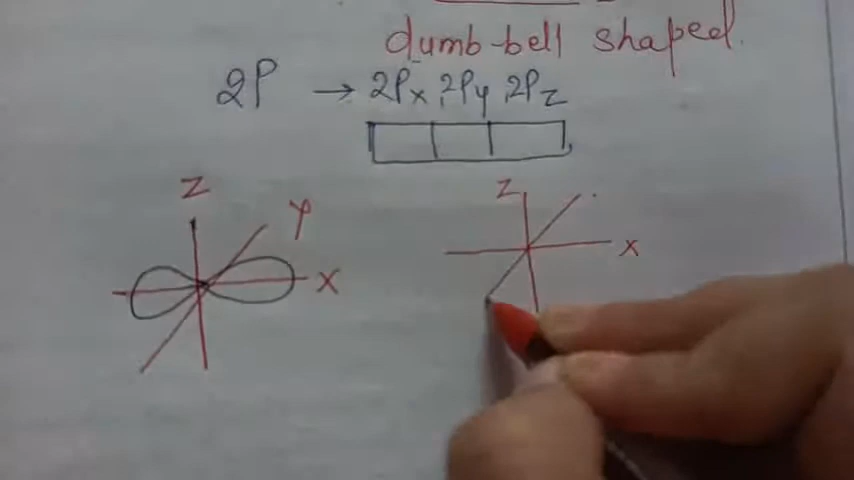 dumb-bell shaped.
2P → 2Px, 2Py, 2Pz
Z
Y
X
Z
X